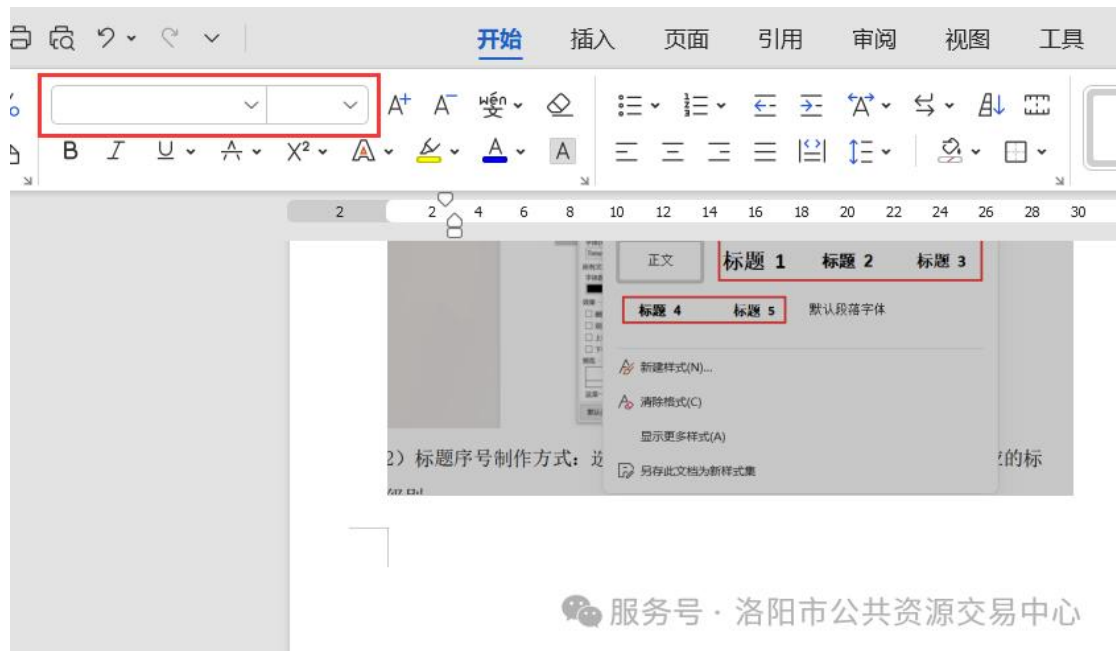 开始 插入 页面 引用 审阅 视图 工具
A+ A- wén 变
B I U A X² A A A
2 2 4 6 8 10 12 14 16 18 20 22 24 26 28 30
正文 标题 1 标题 2 标题 3
标题 4 标题 5 默认段落字体
新建样式(N)...
清除格式(C)
显示更多样式(A)
2）标题序号制作方式：选 的标
另存此文档为新样式集
服务号 · 洛阳市公共资源交易中心